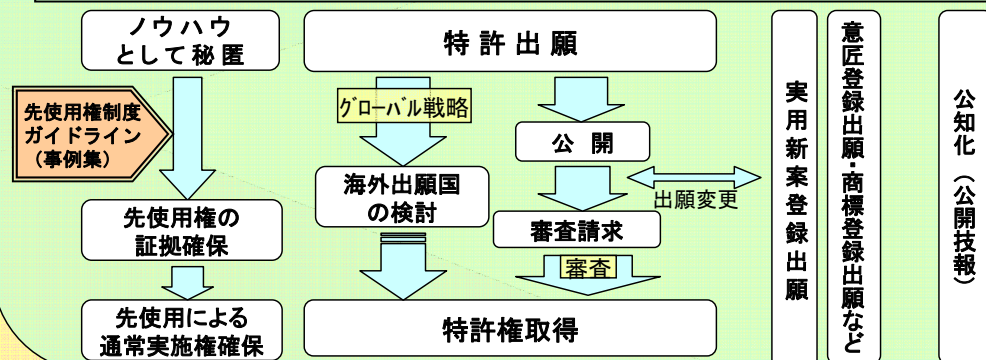 ノウハウ
として秘匿
先使用権制度
ガイドライン
（事例集）
先使用権の
証拠確保
先使用による
通常実施権確保
特許出願
グローバル戦略
海外出願国
の検討
公開
審査請求
審査
特許権取得
出願変更
実用新案登録出願
意匠登録出願・商標登録出願など
公知化（公開技報）